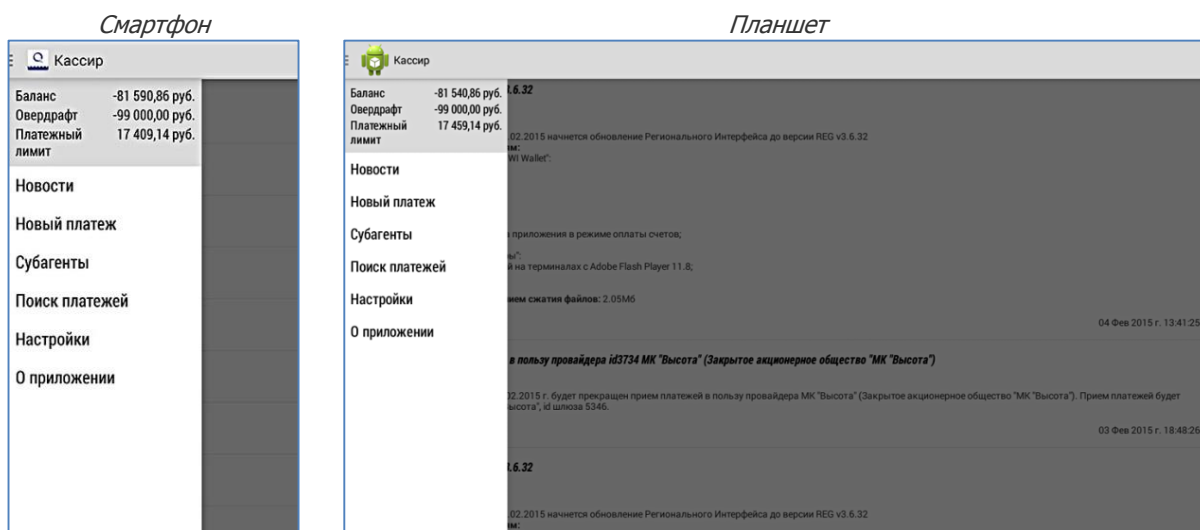 Смартфон
Кассир
Баланс -81 590,86 руб.
Овердрафт -99 000,00 руб.
Платежный 17 409,14 руб.
лимит
Новости
Новый платеж
Субагенты
Поиск платежей
Настройки
О приложении
Планшет
Кассир
Баланс -81 540,86 руб.
Овердрафт -99 000,00 руб.
Платежный 17 459,14 руб.
лимит
Новости
Новый платеж
Субагенты
Поиск платежей
Настройки
О приложении
.6.32
.02.2015 начнется обновление Регионального Интерфейса до версии REG v3.6.32
WI Wallet":
приложения в режиме оплаты счетов;
й на терминалах с Adobe Flash Player 11.8;
ием сжатия файлов: 2.05Мб
04 Фев 2015 г. 13:41:25
в пользу провайдера id3734 МК "Высота" (Закрытое акционерное общество "МК "Высота")
02.2015 г. будет прекращен прием платежей в пользу провайдера МК "Высота" (Закрытое акционерное общество "МК "Высота"). Прием платежей будет
ысота", id шлюза 5346.
03 Фев 2015 г. 18:48:26
.6.32
.02.2015 начнется обновление Регионального Интерфейса до версии REG v3.6.32